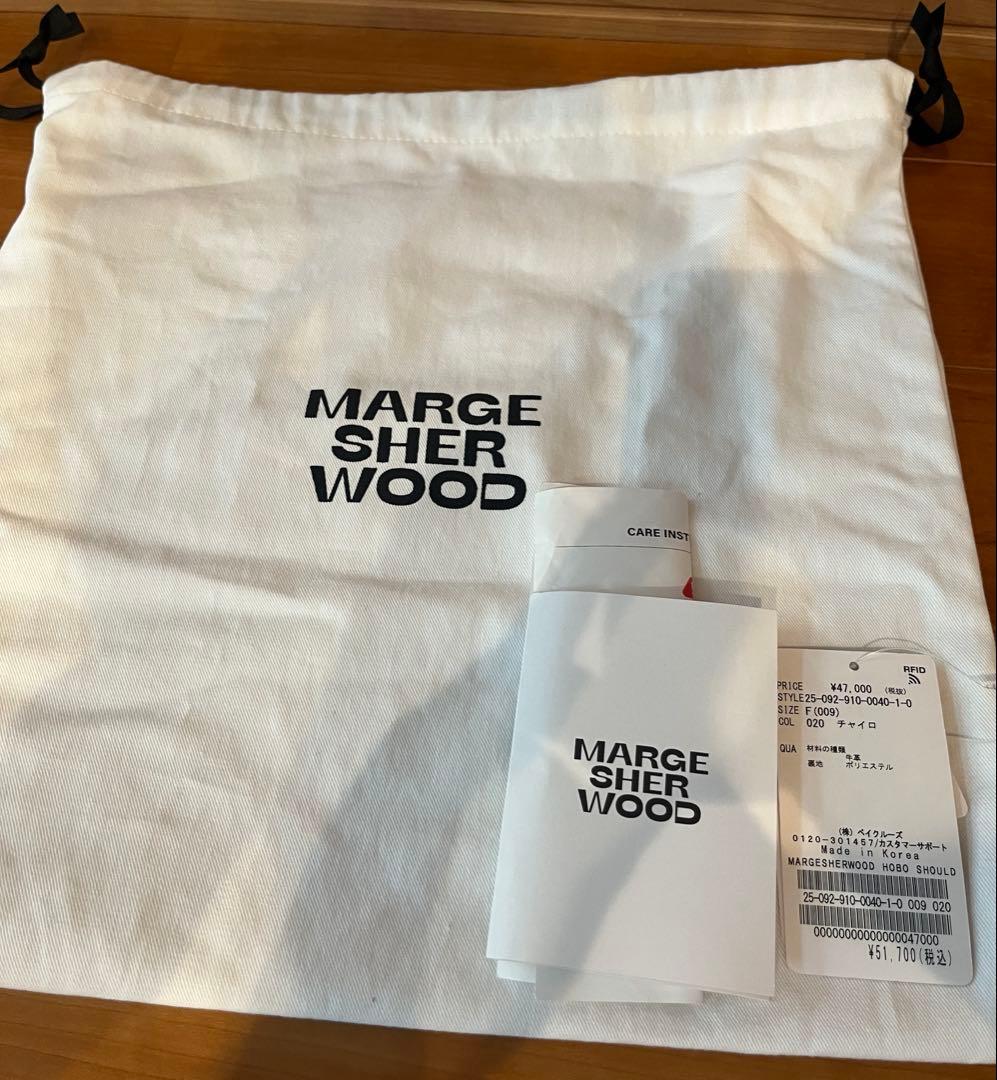 MARGE
SHER
WOOD
CARE INST
MARGE
SHER
WOOD
RFID
PRICE ¥47,000 (税抜)
STYLE25-092-910-0040-1-0
SIZE F(009)
COL 020 チャイロ
QUA 材料の種類
牛革
裏地 ポリエステル
(株)ベイクルーズ
0120-301457/カスタマーサポート
Made in Korea
MARGESHERWOOD HOBO SHOULD
25-092-910-0040-1-0 009 020
0000000000000047000
¥51,700(税込)